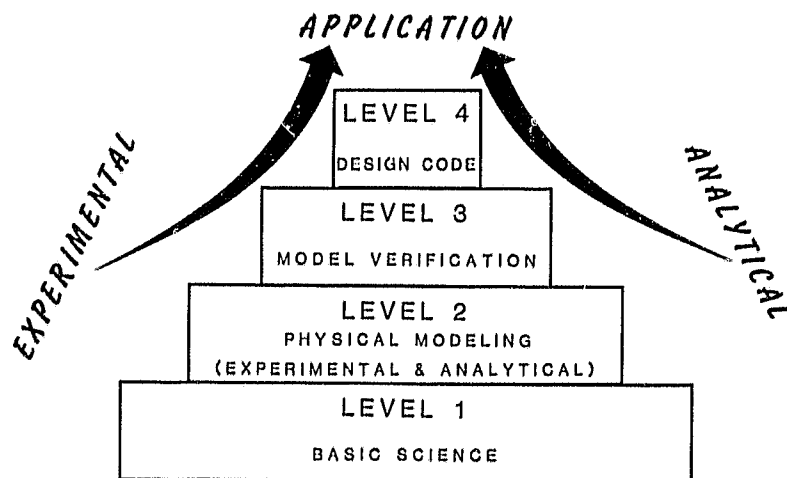 APPLICATION
EXPERIMENTAL
ANALYTICAL
LEVEL 4
DESIGN CODE
LEVEL 3
MODEL VERIFICATION
LEVEL 2
PHYSICAL MODELING
(EXPERIMENTAL & ANALYTICAL)
LEVEL 1
BASIC SCIENCE